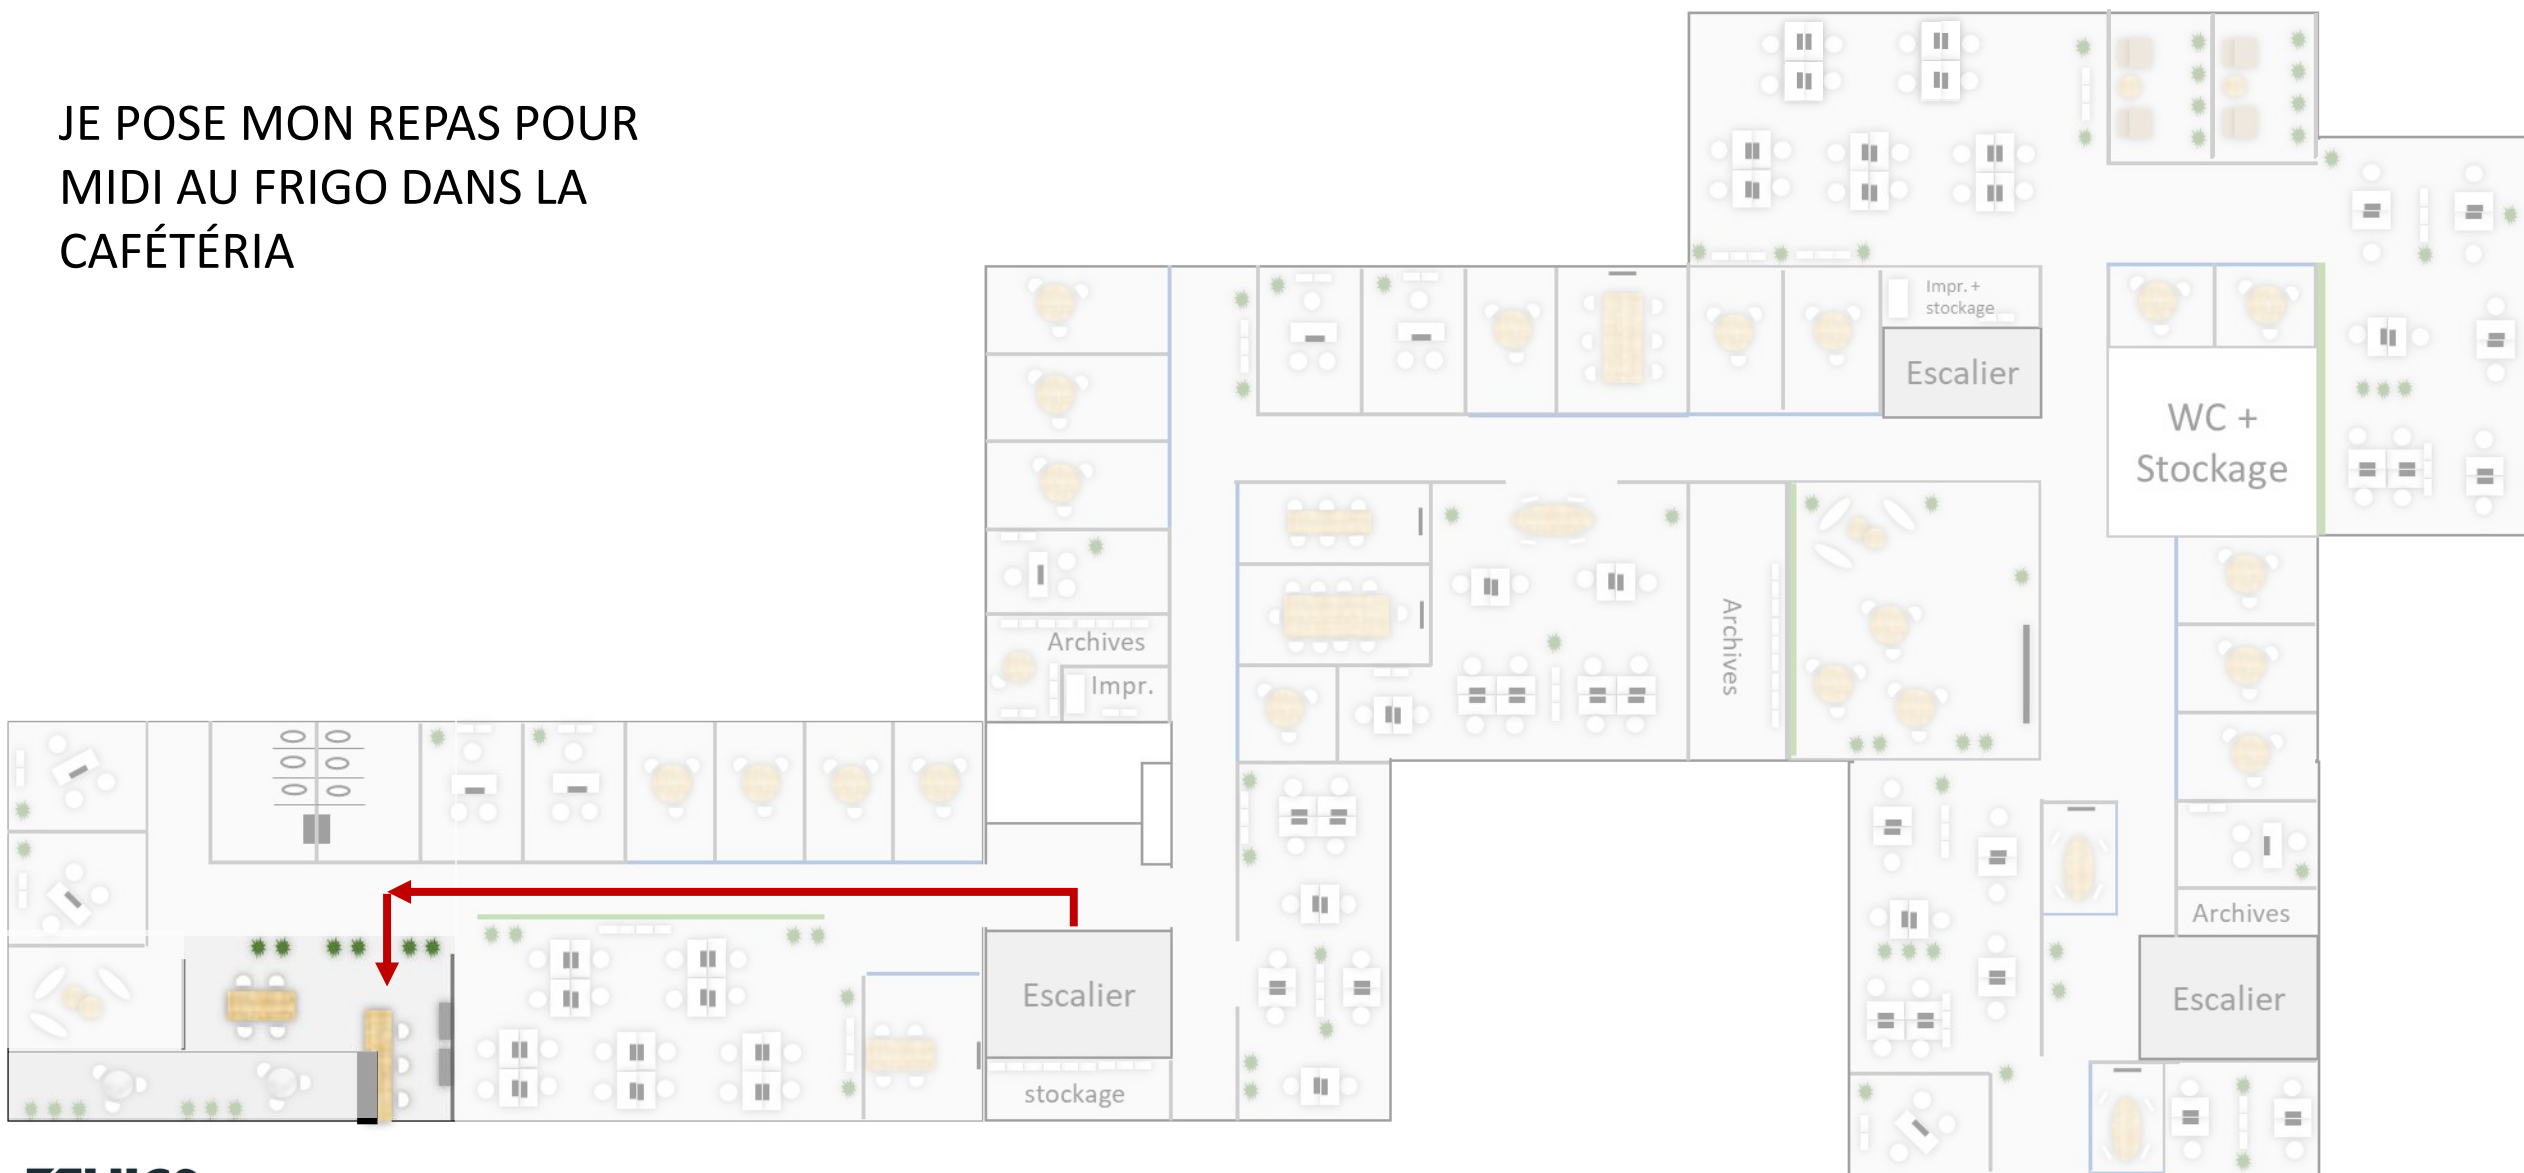 JE POSE MON REPAS POUR
MIDI AU FRIGO DANS LA
CAFÉTÉRIA
Impr. +
stockage
Escalier
WC +
Stockage
Archives
Impr.
Archives
Archives
Escalier
stockage
Escalier